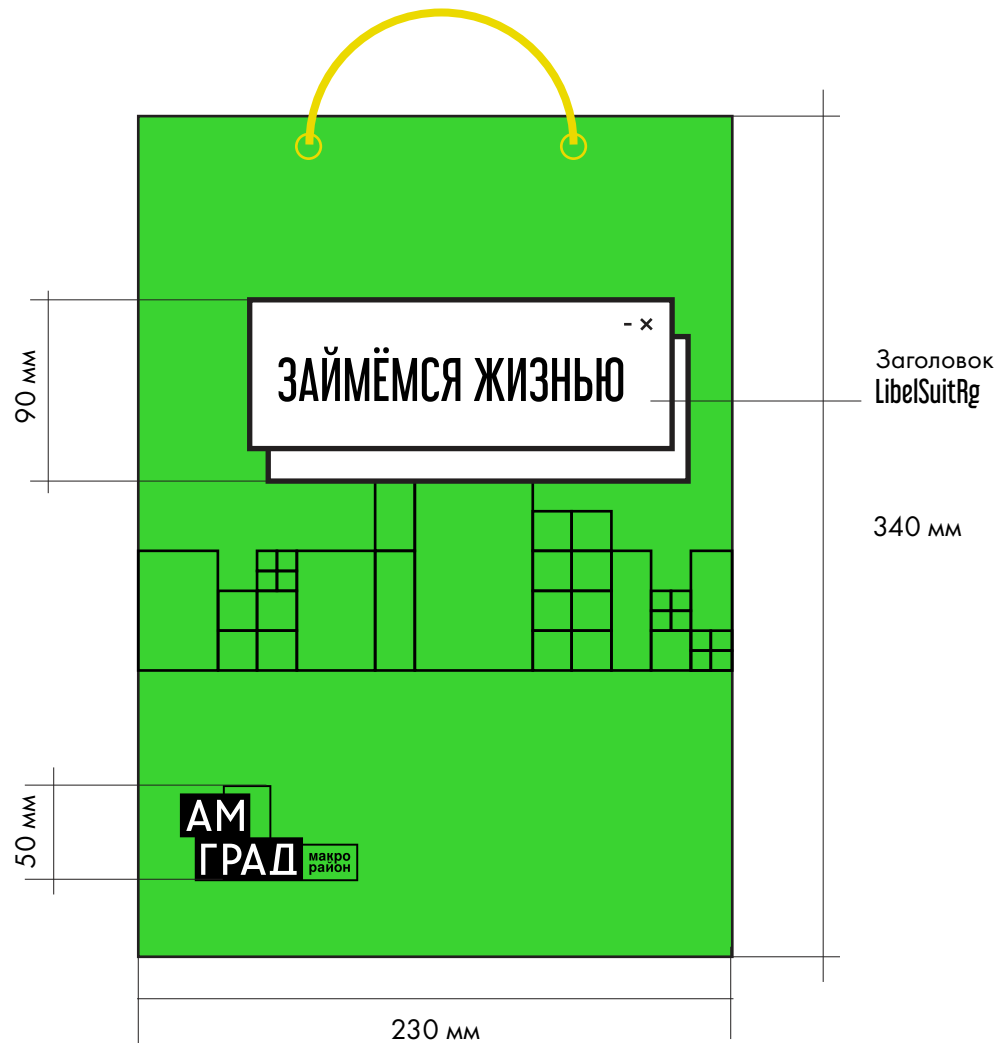 - ×
ЗАЙМЁМСЯ ЖИЗНЬЮ
Заголовок
LibelSuitRg
90 мм
340 мм
50 мм
АМ
ГРАД
макро
район
230 мм